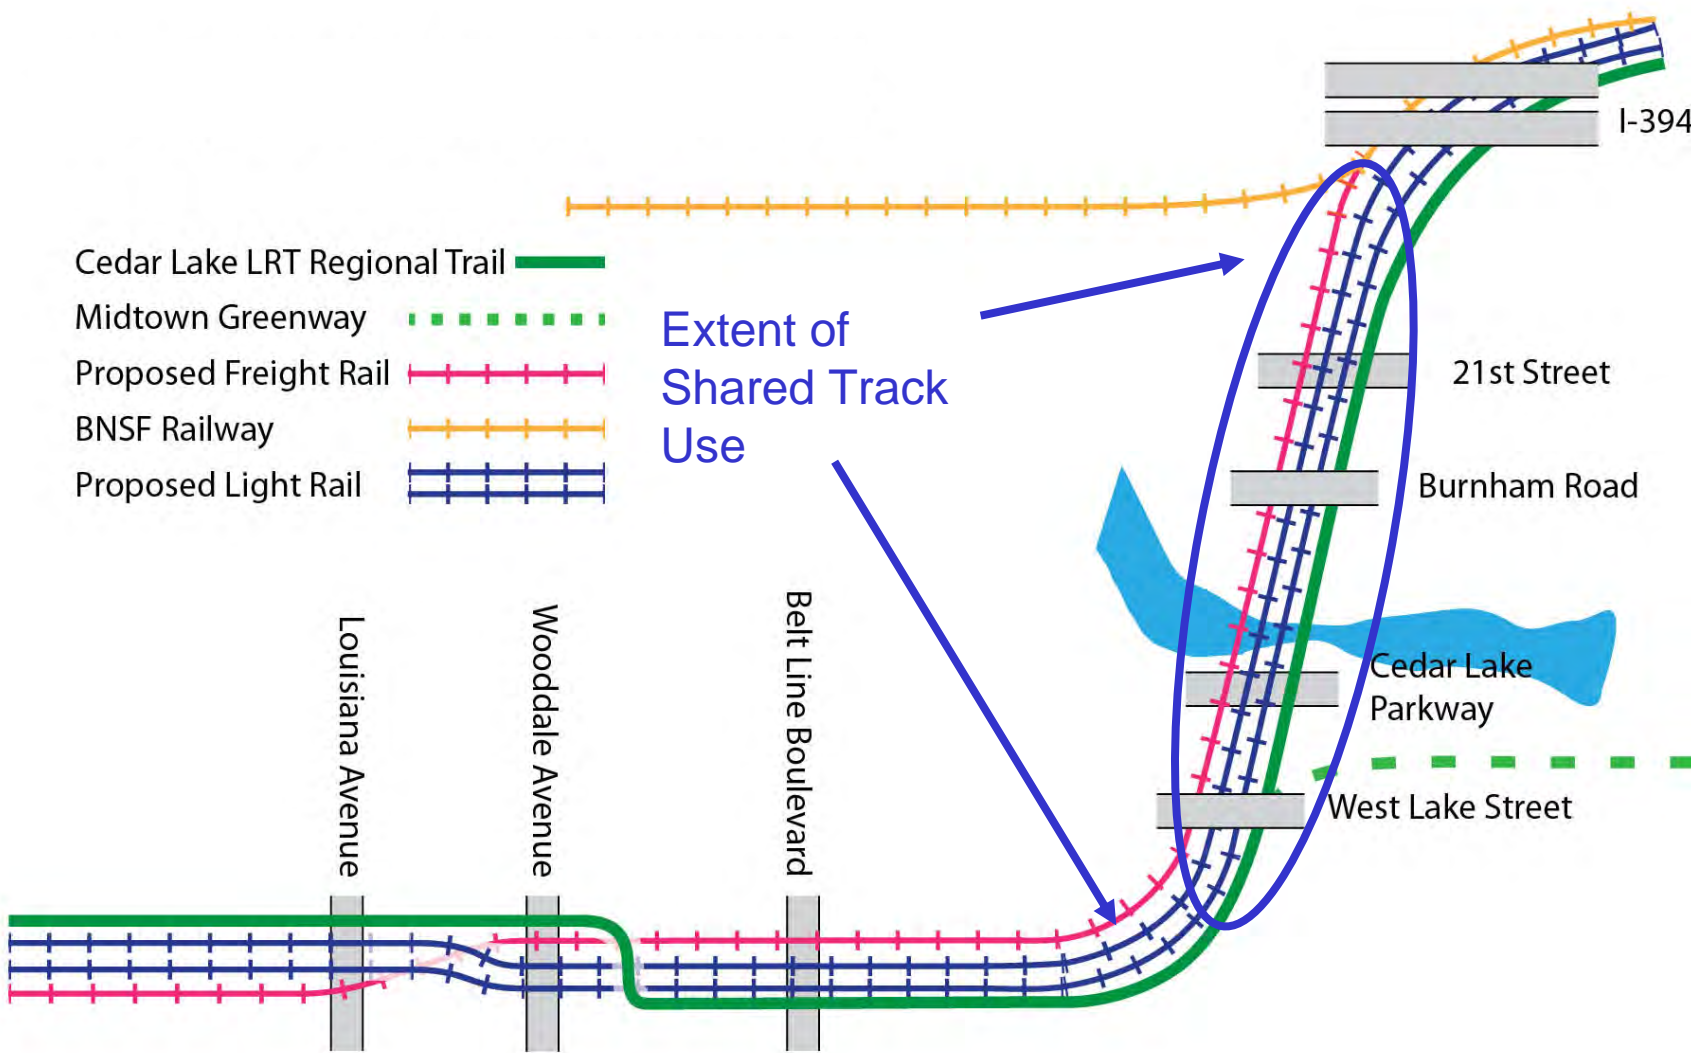 I-394
Cedar Lake LRT Regional Trail
Midtown Greenway
Proposed Freight Rail
BNSF Railway
Proposed Light Rail
Extent of
Shared Track
Use
21st Street
Burnham Road
Cedar Lake
Parkway
West Lake Street
Louisiana Avenue
Wooddale Avenue
Belt Line Boulevard